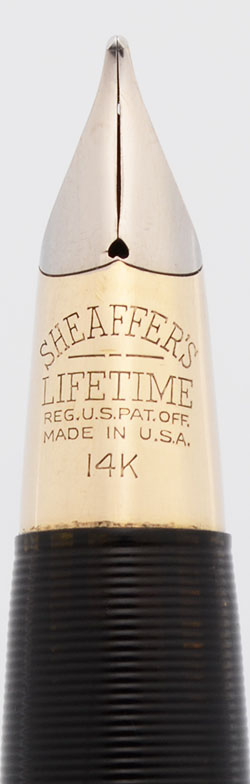 SHEAFFER'S
LIFETIME
REG.U.S.PAT.OFF.
MADE IN U.S.A.
14K